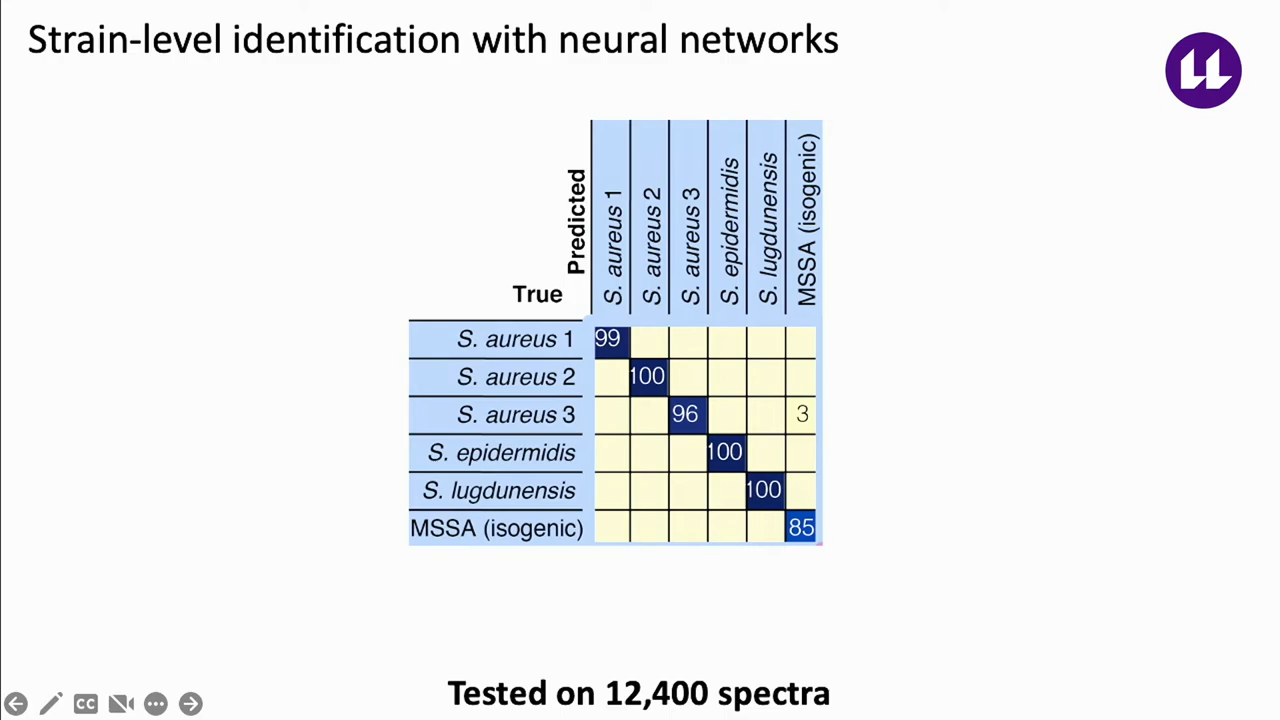 Strain-level identification with neural networks
Predicted
True
S. aureus 1
S. aureus 2
S. aureus 3
S. epidermidis
S. lugdunensis
MSSA (isogenic)
S. aureus 1 99
S. aureus 2 100
S. aureus 3 96 3
S. epidermidis 100
S. lugdunensis 100
MSSA (isogenic) 85
Tested on 12,400 spectra
CC